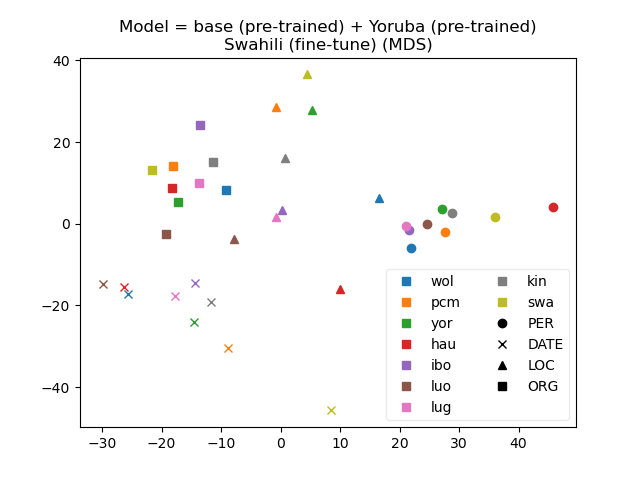 Model = base (pre-trained) + Yoruba (pre-trained)
Swahili (fine-tune) (MDS)
40
20
0
−20
−40
−30
−20
−10
0
10
20
30
40
wol
pcm
yor
hau
ibo
luo
lug
kin
swa
PER
DATE
LOC
ORG